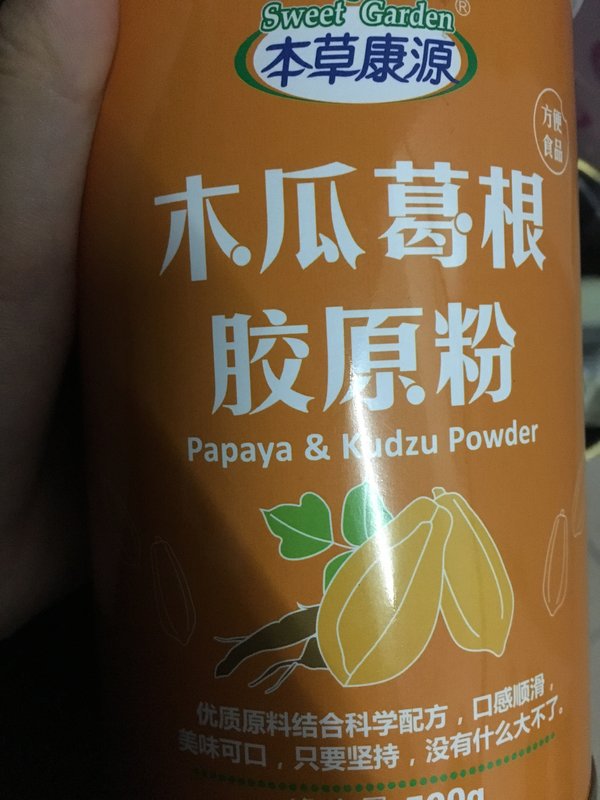 Sweet Garden®
本草康源
方便
食品
木瓜葛根
胶原粉
Papaya & Kudzu Powder
优质原料结合科学配方，口感顺滑，
美味可口，只要坚持，没有什么大不了。